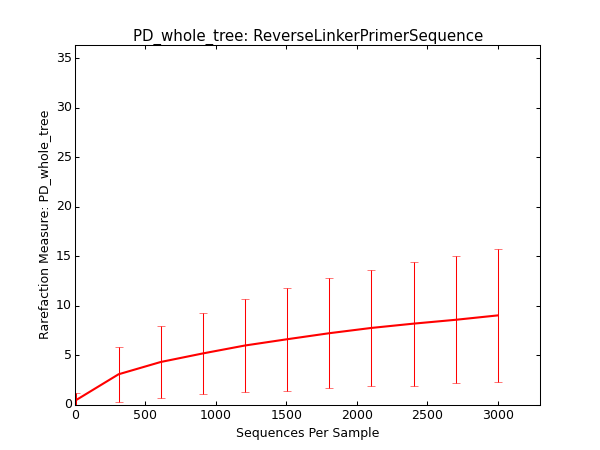 PD_whole_tree: ReverseLinkerPrimerSequence
35
30
25
20
15
10
5
0
Rarefaction Measure: PD_whole_tree
0 500 1000 1500 2000 2500 3000
Sequences Per Sample